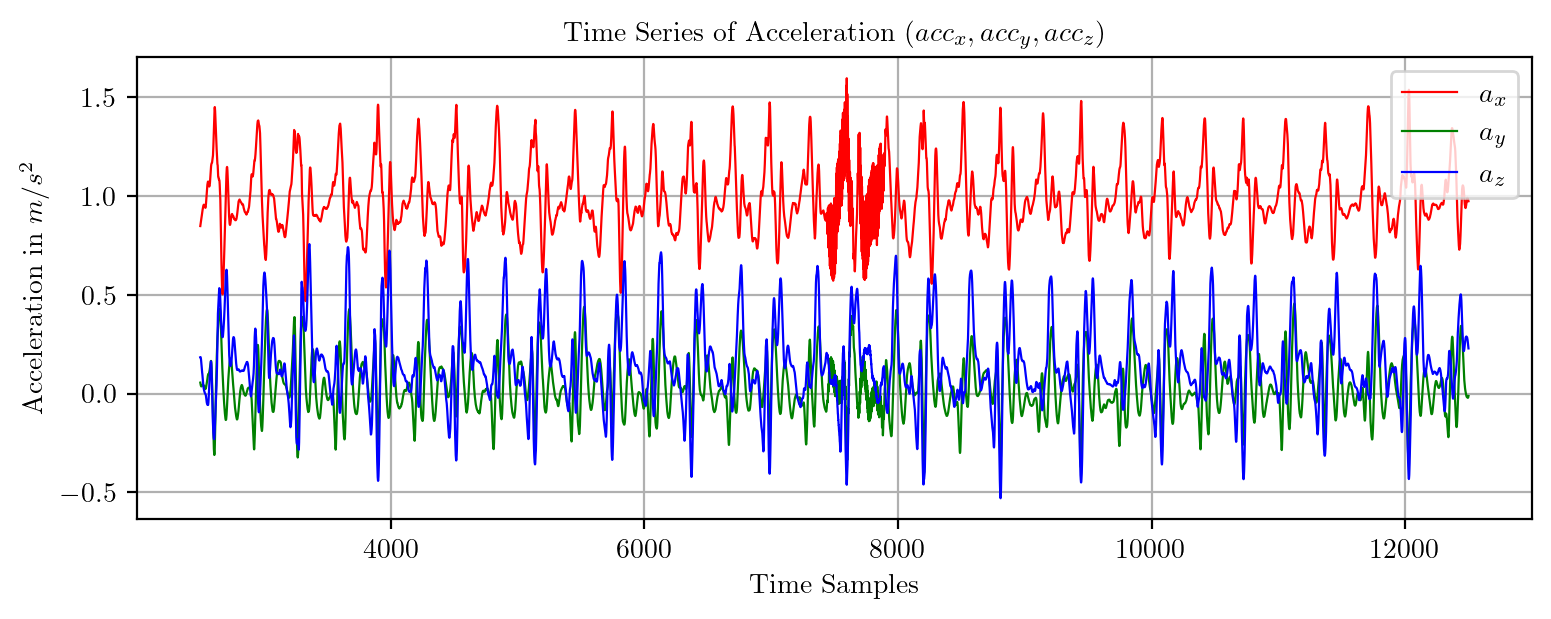 Time Series of Acceleration (acc_x, acc_y, acc_z)
Acceleration in m/s^2
1.5
1.0
0.5
0.0
−0.5
4000
6000
8000
10000
12000
Time Samples
a_x
a_y
a_z